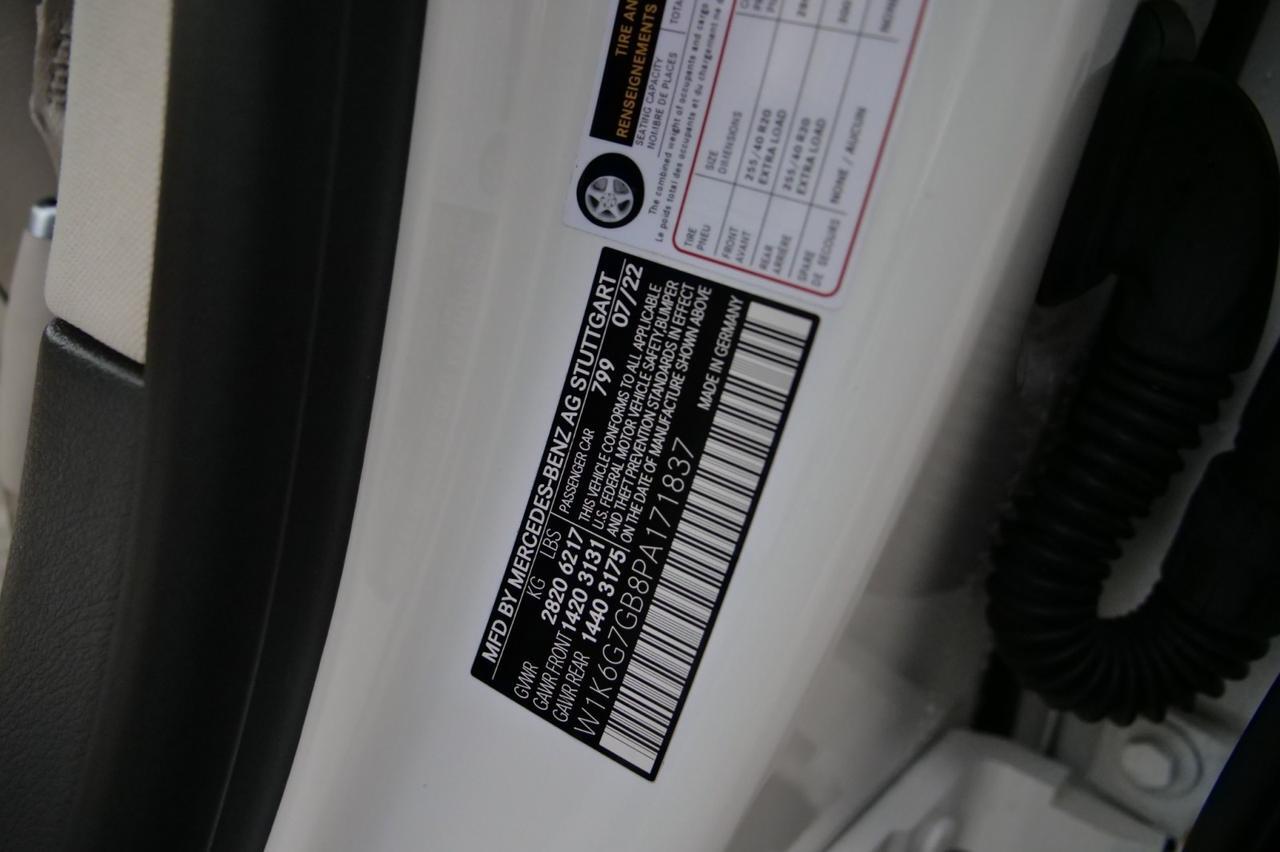 TIRE AN
RENSEIGNEMENTS
SEATING CAPACITY
NOMBRE DE PLACES
TOTA
The combined weight of occupants and cargo
Le poids total des occupants et du chargement ne
TIRE
PNEU
SIZE
DIMENSIONS
FRONT
AVANT
255/40 R20
EXTRA LOAD
REAR
ARRIERE
255/40 R20
EXTRA LOAD
SPARE
DE SECOURS
NONE / AUCUN
MFD BY MERCEDES-BENZ AG STUTTGART
KG LBS PASSENGER CAR 799 07/22
GVWR 2820 6217
GAWR FRONT 1420 3131
GAWR REAR 1440 3175
THIS VEHICLE CONFORMS TO ALL APPLICABLE
U.S. FEDERAL MOTOR VEHICLE SAFETY,BUMPER
AND THEFT PREVENTION STANDARDS IN EFFECT
ON THE DATE OF MANUFACTURE SHOWN ABOVE
W1K6G7GB8PA171837 MADE IN GERMANY